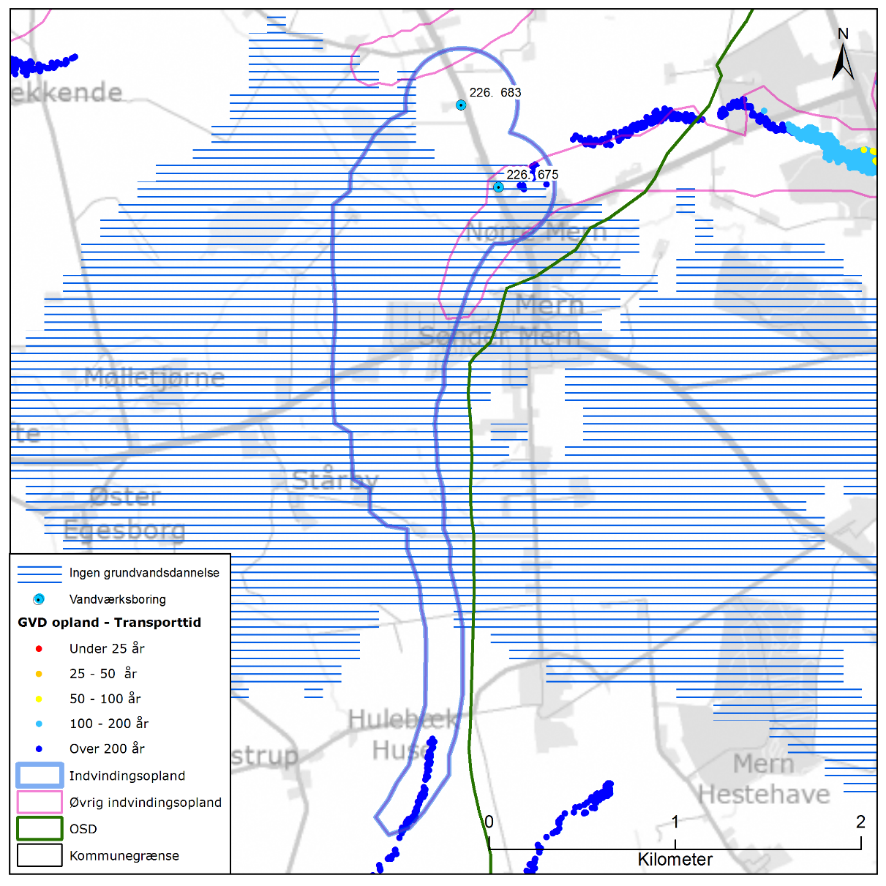 N
ekkende
226. 683
226. 675
Nørre Mern
Mern
Sønder Mern
Mølletjørne
fte
Stårby
Øster
Egesborg
Ingen grundvandsdannelse
Vandværksboring
GVD opland - Transporttid
Under 25 år
25 - 50 år
50 - 100 år
100 - 200 år
Over 200 år
Indvindingsopland
Øvrig indvindingsopland
OSD
Kommunegrænse
Hulebæk
Huse
strup
Mern
Hestehave
0 1 2
Kilometer